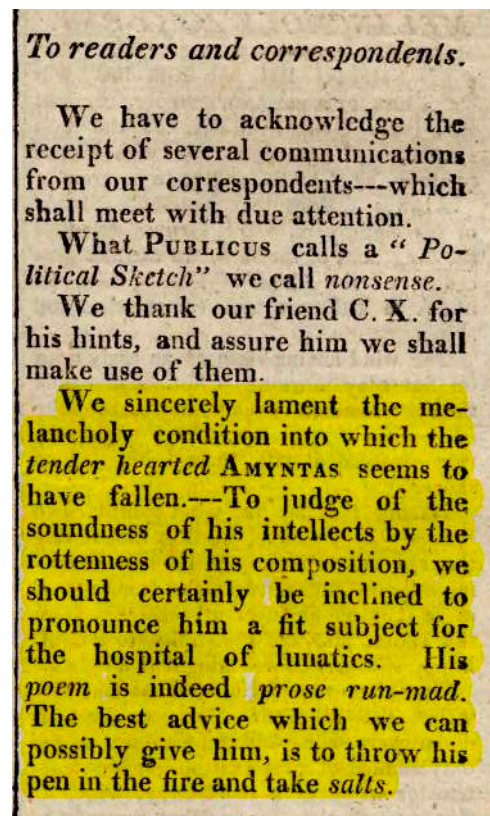 To readers and correspondents.
We have to acknowledge the
receipt of several communications
from our correspondents---which
shall meet with due attention.
What PUBLICUS calls a “ Po-
litical Sketch” we call nonsense.
We thank our friend C. X. for
his hints, and assure him we shall
make use of them.
We sincerely lament the me-
lancholy condition into which the
tender hearted AMYNTAS seems to
have fallen.---To judge of the
soundness of his intellects by the
rottenness of his composition, we
should certainly be inclined to
pronounce him a fit subject for
the hospital of lunatics. His
poem is indeed prose run-mad.
The best advice which we can
possibly give him, is to throw his
pen in the fire and take salts.